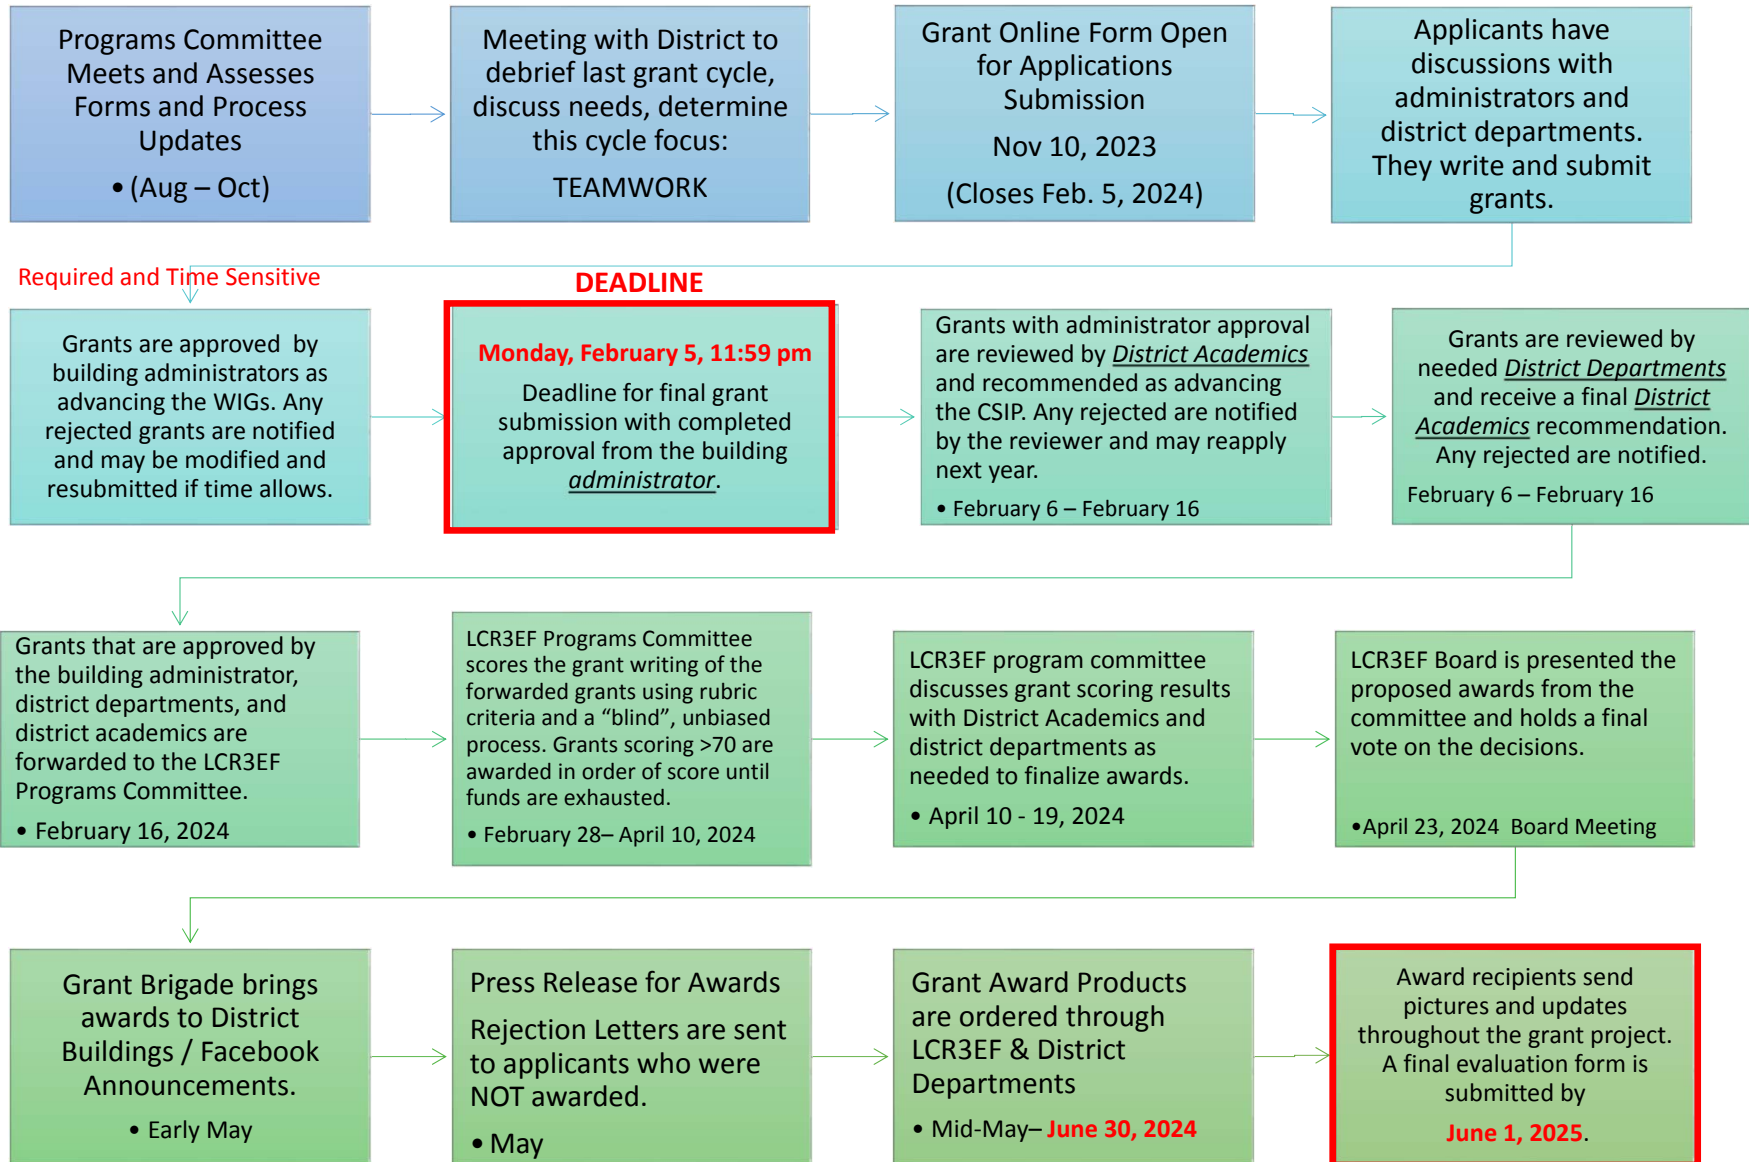 Programs Committee
Meets and Assesses
Forms and Process
Updates
• (Aug – Oct)
Meeting with District to
debrief last grant cycle,
discuss needs, determine
this cycle focus:
TEAMWORK
Grant Online Form Open
for Applications
Submission
Nov 10, 2023
(Closes Feb. 5, 2024)
Applicants have
discussions with
administrators and
district departments.
They write and submit
grants.
Required and Time Sensitive
Grants are approved by
building administrators as
advancing the WIGs. Any
rejected grants are notified
and may be modified and
resubmitted if time allows.
DEADLINE
Monday, February 5, 11:59 pm
Deadline for final grant
submission with completed
approval from the building
administrator.
Grants with administrator approval
are reviewed by District Academics
and recommended as advancing
the CSIP. Any rejected are notified
by the reviewer and may reapply
next year.
• February 6 – February 16
Grants are reviewed by
needed District Departments
and receive a final District
Academics recommendation.
Any rejected are notified.
February 6 – February 16
Grants that are approved by
the building administrator,
district departments, and
district academics are
forwarded to the LCR3EF
Programs Committee.
• February 16, 2024
LCR3EF Programs Committee
scores the grant writing of the
forwarded grants using rubric
criteria and a “blind”, unbiased
process. Grants scoring >70 are
awarded in order of score until
funds are exhausted.
• February 28– April 10, 2024
LCR3EF program committee
discusses grant scoring results
with District Academics and
district departments as
needed to finalize awards.
• April 10 - 19, 2024
LCR3EF Board is presented the
proposed awards from the
committee and holds a final
vote on the decisions.
•April 23, 2024 Board Meeting
Grant Brigade brings
awards to District
Buildings / Facebook
Announcements.
• Early May
Press Release for Awards
Rejection Letters are sent
to applicants who were
NOT awarded.
• May
Grant Award Products
are ordered through
LCR3EF & District
Departments
• Mid-May– June 30, 2024
Award recipients send
pictures and updates
throughout the grant project.
A final evaluation form is
submitted by
June 1, 2025.